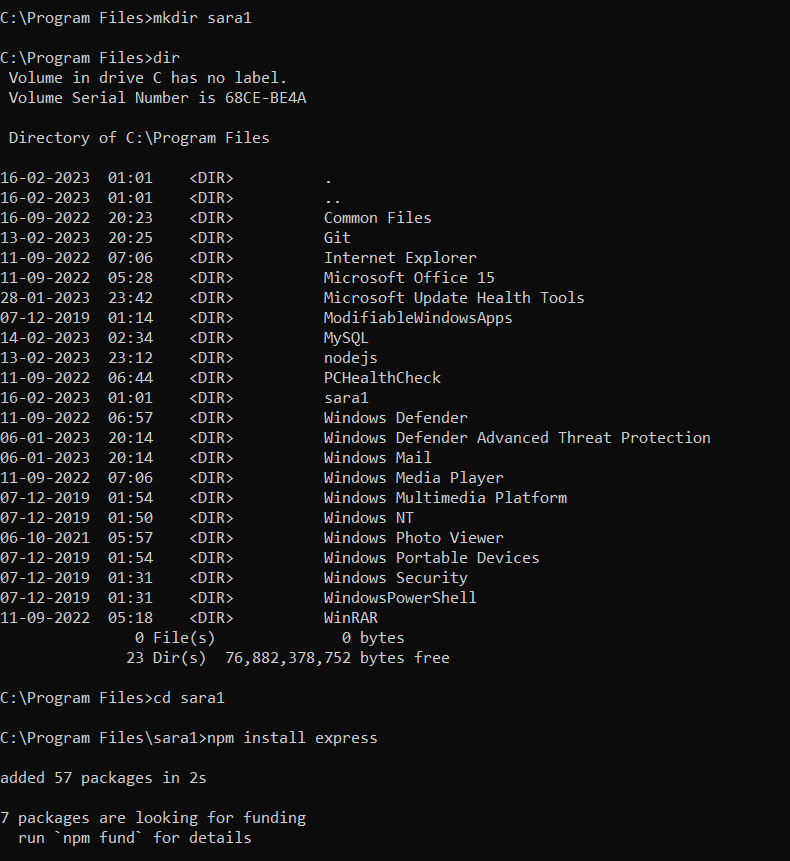 C:\Program Files>mkdir sara1
C:\Program Files>dir
Volume in drive C has no label.
Volume Serial Number is 68CE-BE4A
Directory of C:\Program Files
16-02-2023 01:01 <DIR> .
16-02-2023 01:01 <DIR> ..
16-09-2022 20:23 <DIR> Common Files
13-02-2023 20:25 <DIR> Git
11-09-2022 07:06 <DIR> Internet Explorer
11-09-2022 05:28 <DIR> Microsoft Office 15
28-01-2023 23:42 <DIR> Microsoft Update Health Tools
07-12-2019 01:14 <DIR> ModifiableWindowsApps
14-02-2023 02:34 <DIR> MySQL
13-02-2023 23:12 <DIR> nodejs
11-09-2022 06:44 <DIR> PCHealthCheck
16-02-2023 01:01 <DIR> sara1
11-09-2022 06:57 <DIR> Windows Defender
06-01-2023 20:14 <DIR> Windows Defender Advanced Threat Protection
06-01-2023 20:14 <DIR> Windows Mail
11-09-2022 07:06 <DIR> Windows Media Player
07-12-2019 01:54 <DIR> Windows Multimedia Platform
07-12-2019 01:50 <DIR> Windows NT
06-10-2021 05:57 <DIR> Windows Photo Viewer
07-12-2019 01:54 <DIR> Windows Portable Devices
07-12-2019 01:31 <DIR> Windows Security
07-12-2019 01:31 <DIR> WindowsPowerShell
11-09-2022 05:18 <DIR> WinRAR
0 File(s) 0 bytes
23 Dir(s) 76,882,378,752 bytes free
C:\Program Files>cd sara1
C:\Program Files\sara1>npm install express
added 57 packages in 2s
7 packages are looking for funding
run `npm fund` for details